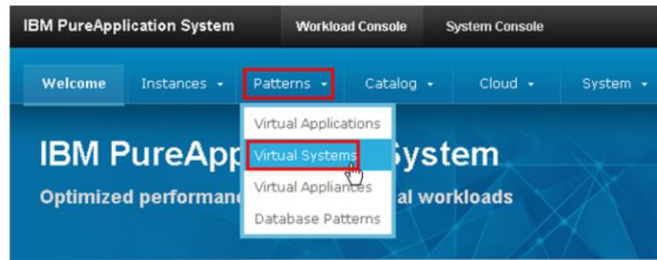 IBM PureApplication System Workload Console System Console
Welcome Instances Patterns Catalog Cloud System
Virtual Applications
Virtual Systems
Virtual Appliances
Database Patterns
IBM PureApp ystem
Optimized performan al workloads